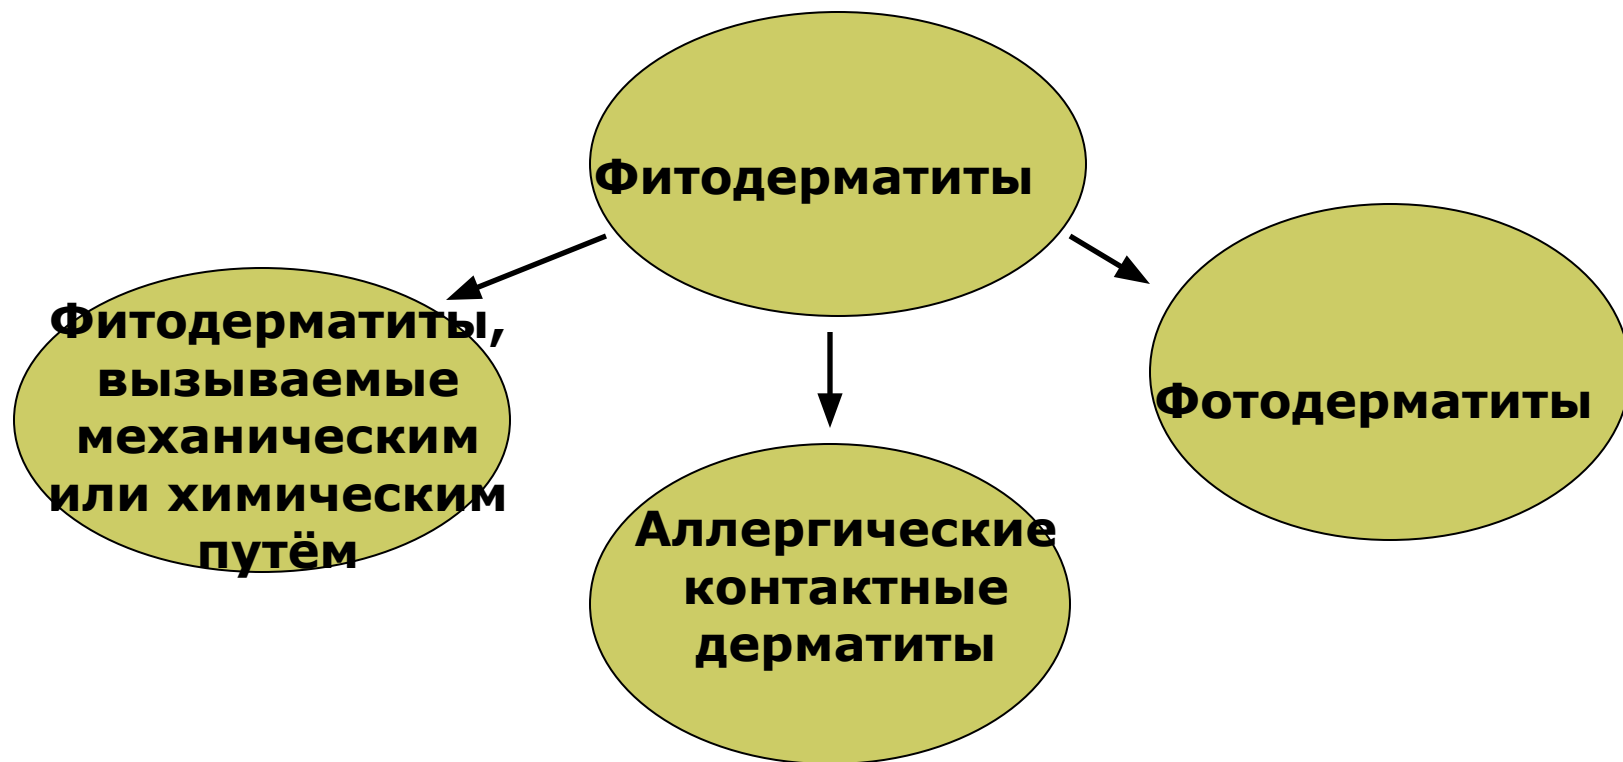 Фитодерматиты
Фитодерматиты,
вызываемые
механическим
или химическим
путём
Аллергические
контактные
дерматиты
Фотодерматиты